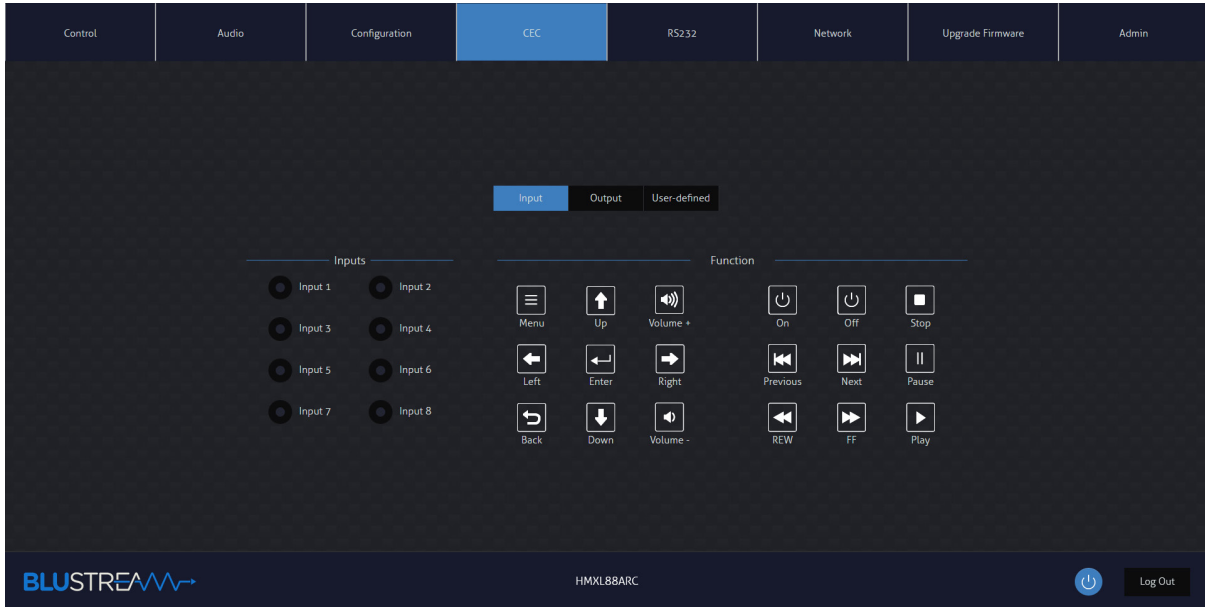 Control Audio Configuration CEC RS232 Network Upgrade Firmware Admin
Input Output User-defined
Inputs Function
Input 1 Input 2
Menu Up Volume + On Off Stop
Input 3 Input 4
Left Enter Right Previous Next Pause
Input 5 Input 6
Input 7 Input 8
Back Down Volume - REW FF Play
BLUSTREAM HMXL88ARC Log Out